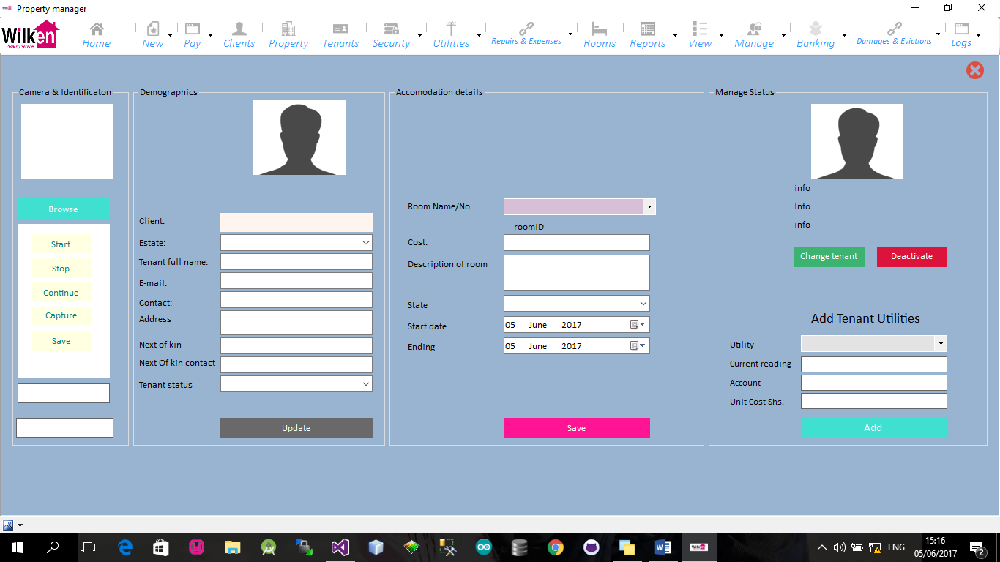 Property manager
Wilken
Property Services
Home New Pay Clients Property Tenants Security Utilities Repairs & Expenses Rooms Reports View Manage Banking Damages & Evictions Logs
Camera & Identificaton
Browse
Start
Stop
Continue
Capture
Save
Demographics
Client:
Estate:
Tenant full name:
E-mail:
Contact:
Address
Next of kin
Next Of kin contact
Tenant status
Update
Accomodation details
Room Name/No.
roomID
Cost:
Description of room
State
Start date 05 June 2017
Ending 05 June 2017
Save
Manage Status
info
Info
info
Change tenant Deactivate
Add Tenant Utilities
Utility
Current reading
Account
Unit Cost Shs.
Add
ENG
15:16
05/06/2017
2